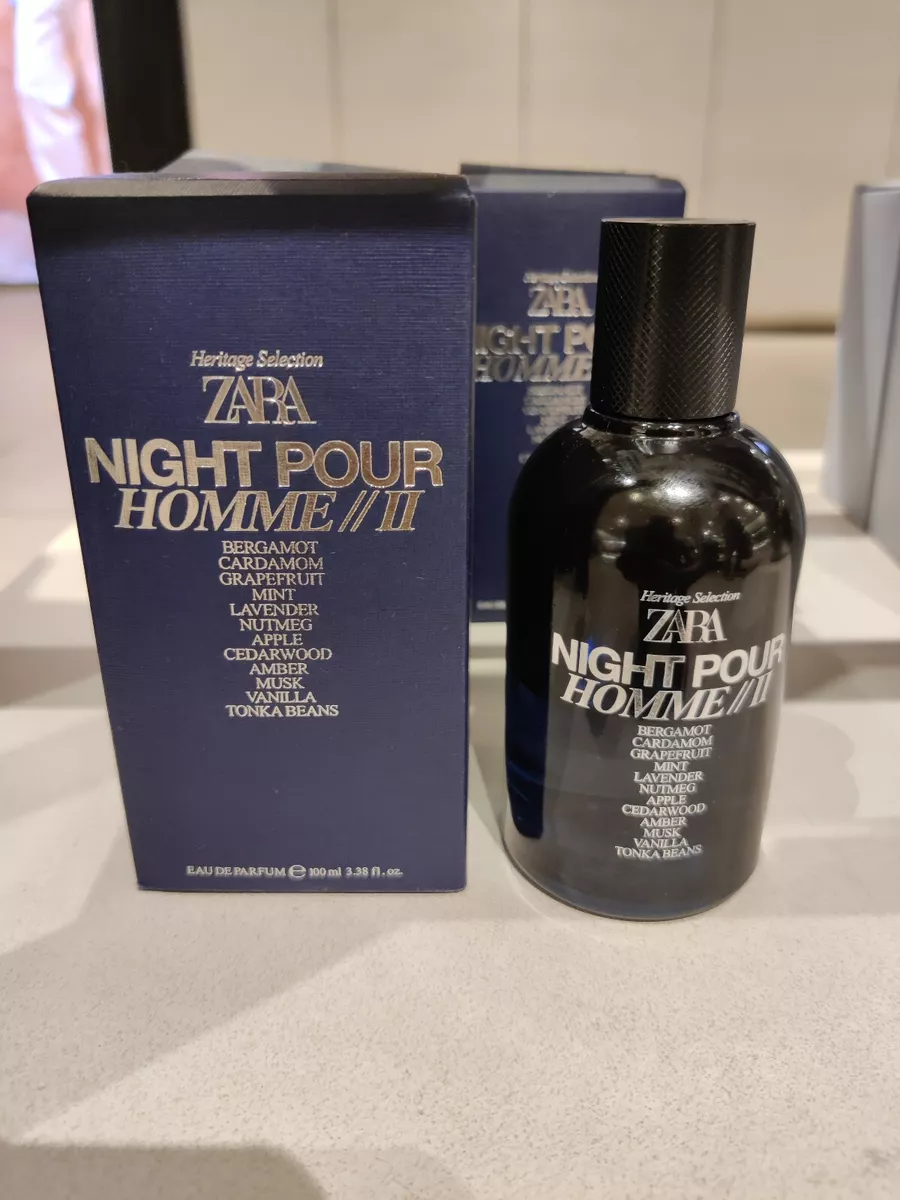 Heritage Selection
ZARA
NIGHT POUR
HOMME // II
BERGAMOT
CARDAMOM
GRAPEFRUIT
MINT
LAVENDER
NUTMEG
APPLE
CEDARWOOD
AMBER
MUSK
VANILLA
TONKA BEANS
EAU DE PARFUM ℮ 100 ml 3.38 fl. oz.
ZARA
NIGHT PO
HOMME
Heritage Selection
ZARA
NIGHT POUR
HOMME // II
BERGAMOT
CARDAMOM
GRAPEFRUIT
MINT
LAVENDER
NUTMEG
APPLE
CEDARWOOD
AMBER
MUSK
VANILLA
TONKA BEANS